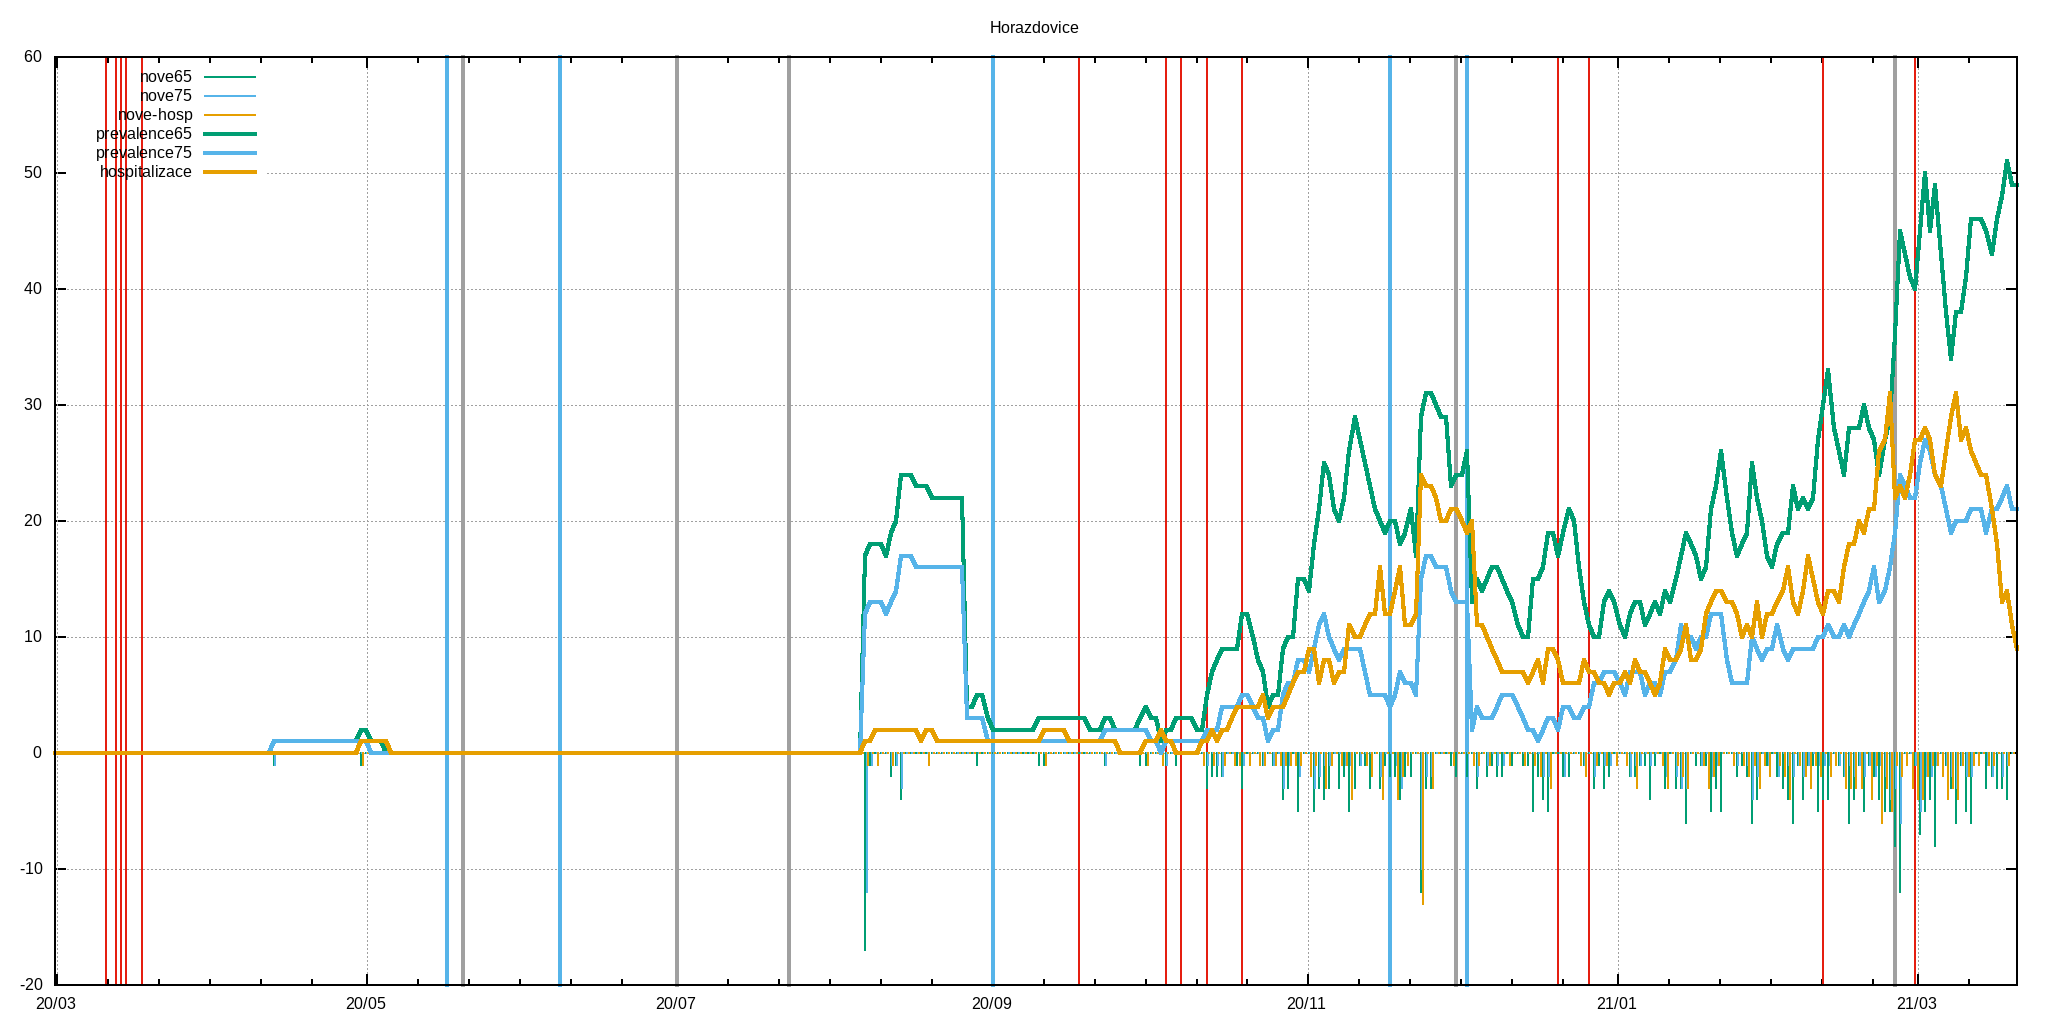 Horazdovice
60
50
40
30
20
10
0
-10
-20
nove65
nove75
nove-hosp
prevalence65
prevalence75
hospitalizace
20/03 20/05 20/07 20/09 20/11 21/01 21/03